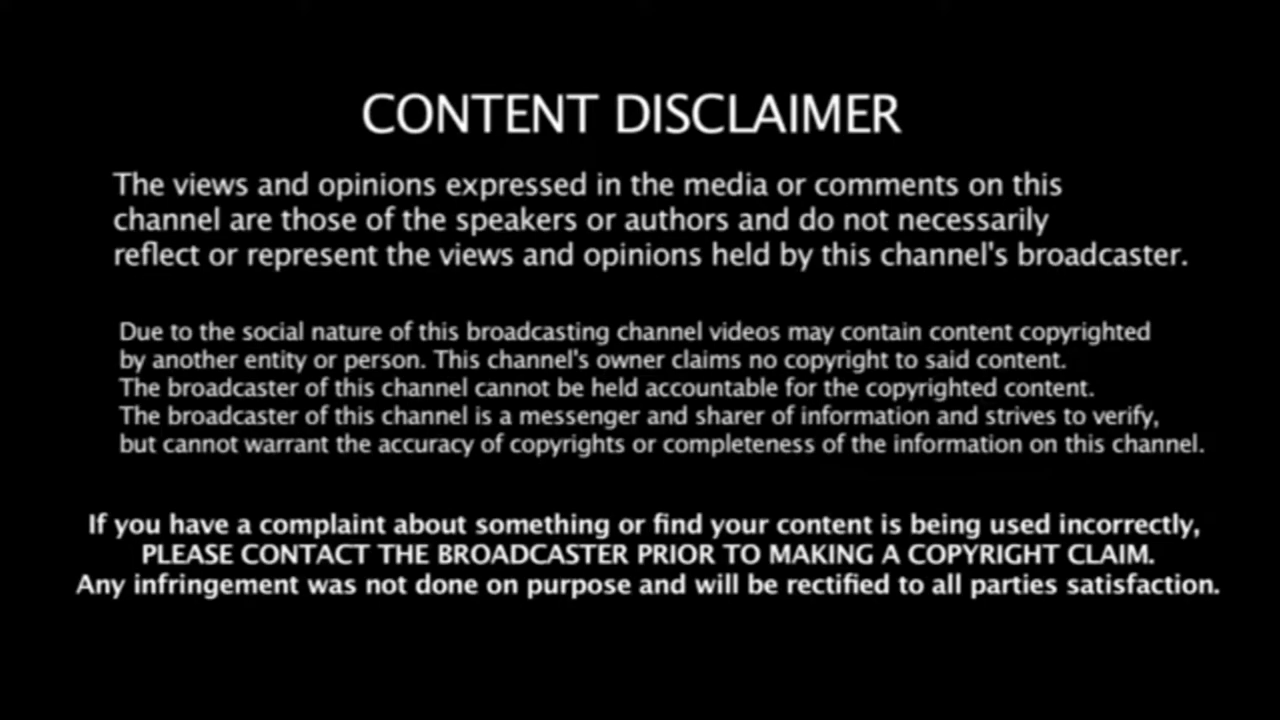 CONTENT DISCLAIMER
The views and opinions expressed in the media or comments on this
channel are those of the speakers or authors and do not necessarily
reflect or represent the views and opinions held by this channel's broadcaster.
Due to the social nature of this broadcasting channel videos may contain content copyrighted
by another entity or person. This channel's owner claims no copyright to said content.
The broadcaster of this channel cannot be held accountable for the copyrighted content.
The broadcaster of this channel is a messenger and sharer of information and strives to verify,
but cannot warrant the accuracy of copyrights or completeness of the information on this channel.
If you have a complaint about something or find your content is being used incorrectly,
PLEASE CONTACT THE BROADCASTER PRIOR TO MAKING A COPYRIGHT CLAIM.
Any infringement was not done on purpose and will be rectified to all parties satisfaction.